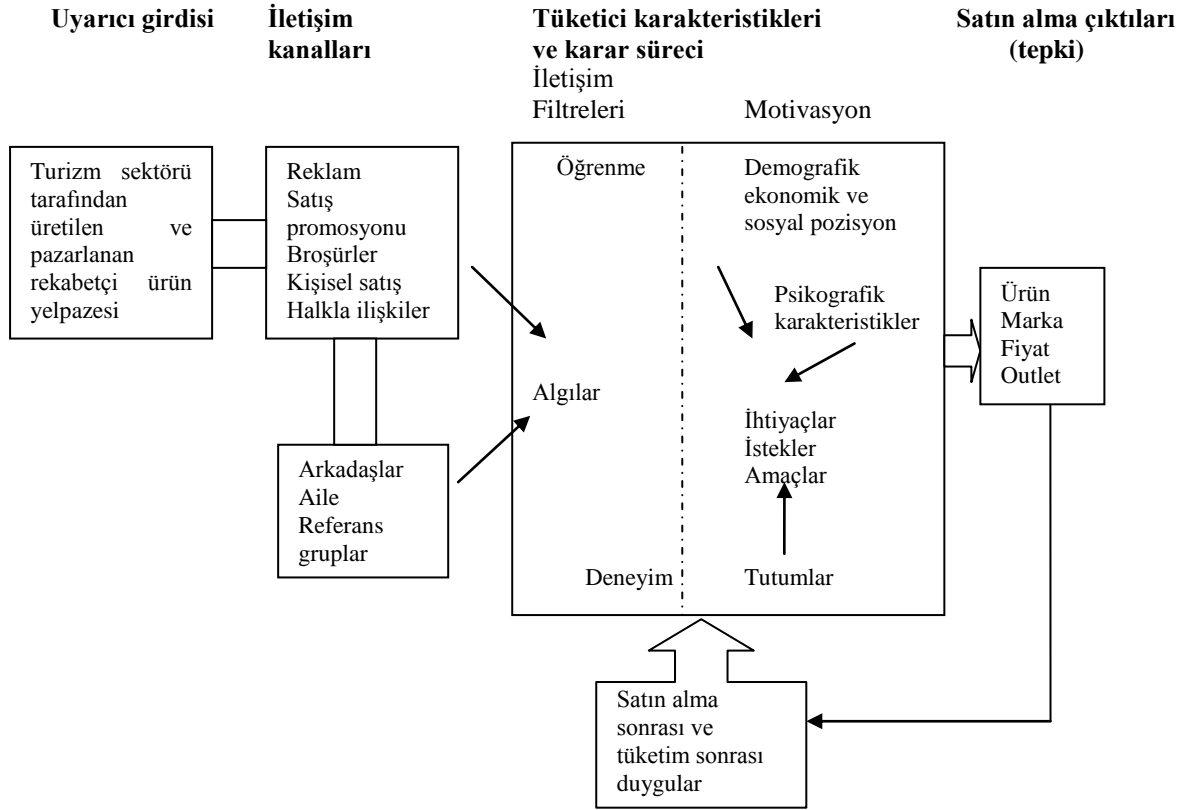 Uyarıcı girdisi
İletişim
kanalları
Tüketici karakteristikleri
ve karar süreci
Satın alma çıktıları
(tepki)
İletişim
Filtreleri
Motivasyon
Turizm sektörü
tarafından
üretilen ve
pazarlanan
rekabetçi ürün
yelpazesi
Reklam
Satış
promosyonu
Broşürler
Kişisel satış
Halkla ilişkiler
Arkadaşlar
Aile
Referans
gruplar
Öğrenme
Algılar
Deneyim
Demografik
ekonomik ve
sosyal pozisyon
Psikografik
karakteristikler
İhtiyaçlar
İstekler
Amaçlar
Tutumlar
Ürün
Marka
Fiyat
Outlet
Satın alma
sonrası ve
tüketim sonrası
duygular